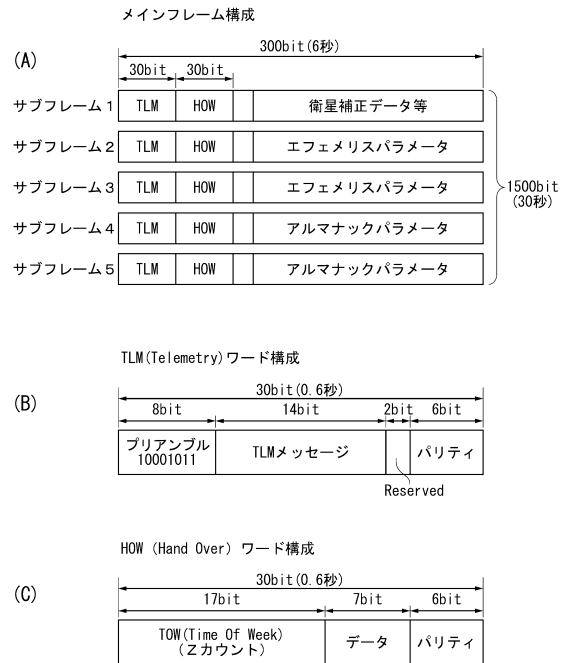 メインフレーム構成
(A)
300bit(6秒)
30bit 30bit
サブフレーム1 TLM HOW 衛星補正データ等
サブフレーム2 TLM HOW エフェメリスパラメータ
サブフレーム3 TLM HOW エフェメリスパラメータ
サブフレーム4 TLM HOW アルマナックパラメータ
サブフレーム5 TLM HOW アルマナックパラメータ
1500bit
(30秒)
TLM(Telemetry)ワード構成
(B)
30bit(0.6秒)
8bit 14bit 2bit 6bit
プリアンブル
10001011
TLMメッセージ
パリティ
Reserved
HOW (Hand Over) ワード構成
(C)
30bit(0.6秒)
17bit 7bit 6bit
TOW(Time Of Week)
(Zカウント)
データ
パリティ